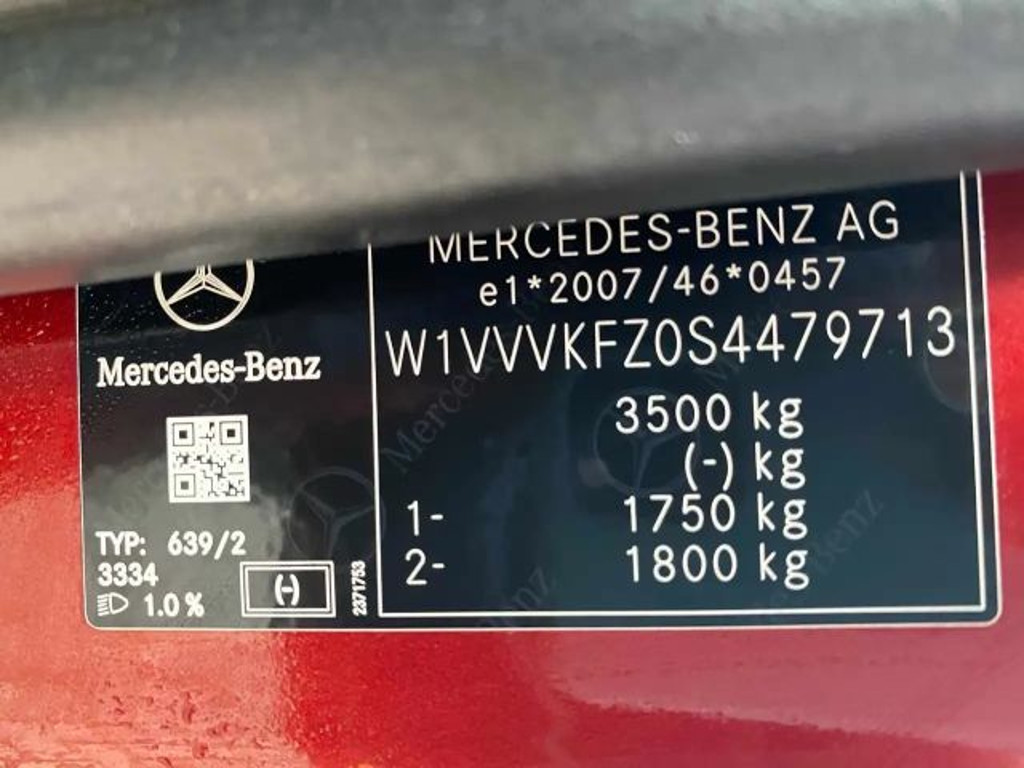 MERCEDES-BENZ AG
e1*2007/46*0457
W1VVVKFZ0S4479713
3500 kg
(-) kg
1- 1750 kg
2- 1800 kg
Mercedes-Benz
TYP: 639/2
3334
1.0 %
(-)
2371753